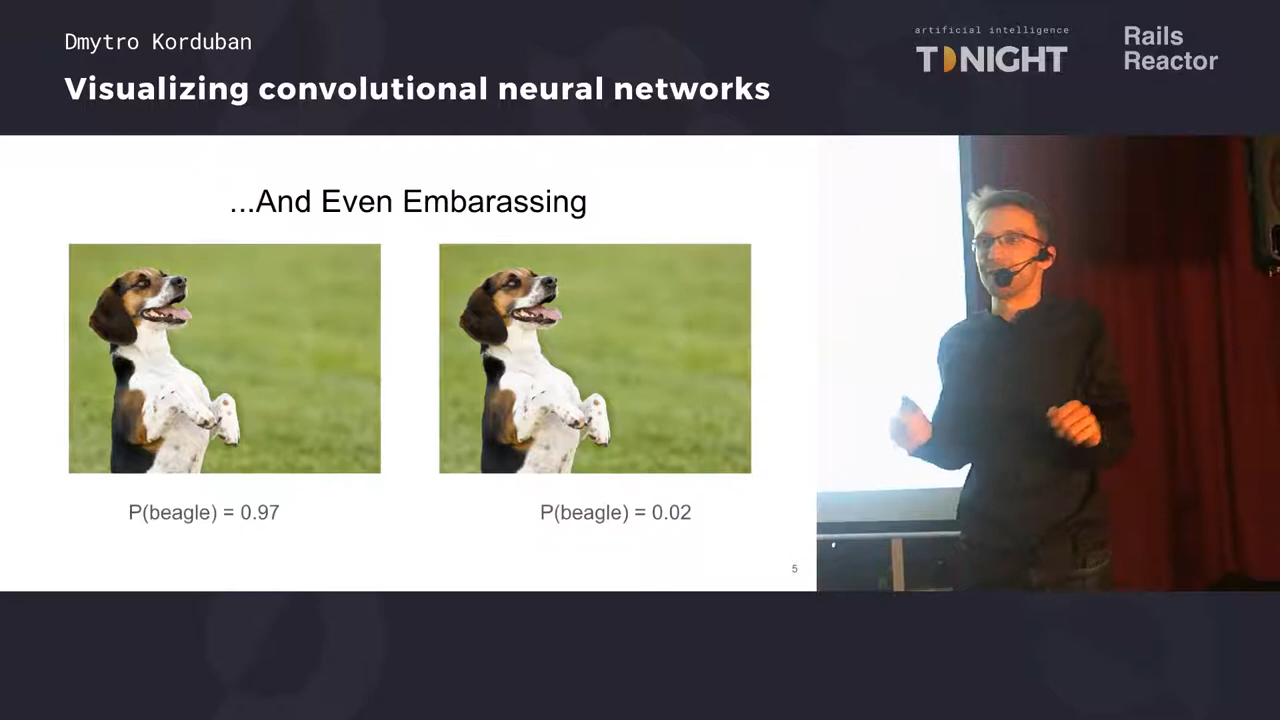 Dmytro Korduban
Visualizing convolutional neural networks
artificial intelligence
TONIGHT
Rails
Reactor
...And Even Embarassing
P(beagle) = 0.97
P(beagle) = 0.02
5